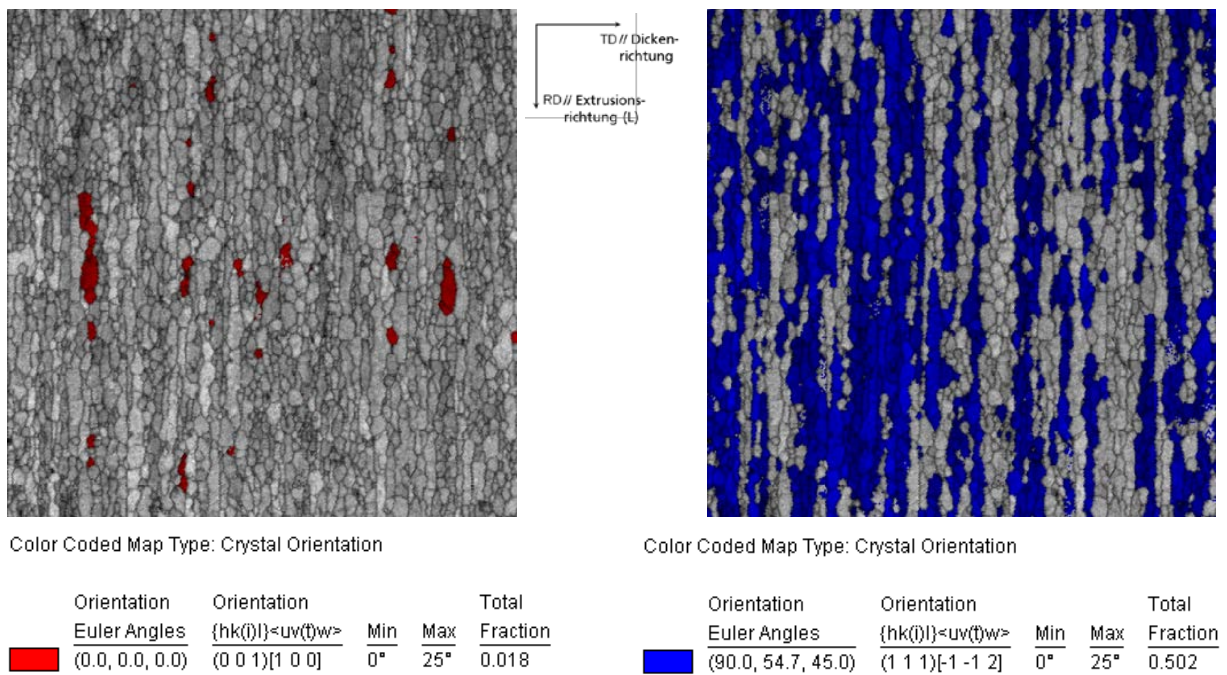 TD // Dicken-
richtung
RD // Extrusions-
richtung (L)
Color Coded Map Type: Crystal Orientation
Orientation Orientation Total
Euler Angles {hk(i)l}<uv(t)w> Min Max Fraction
(0.0, 0.0, 0.0) (0 0 1)[1 0 0] 0° 25° 0.018
Color Coded Map Type: Crystal Orientation
Orientation Orientation Total
Euler Angles {hk(i)l}<uv(t)w> Min Max Fraction
(90.0, 54.7, 45.0) (1 1 1)[-1 -1 2] 0° 25° 0.502